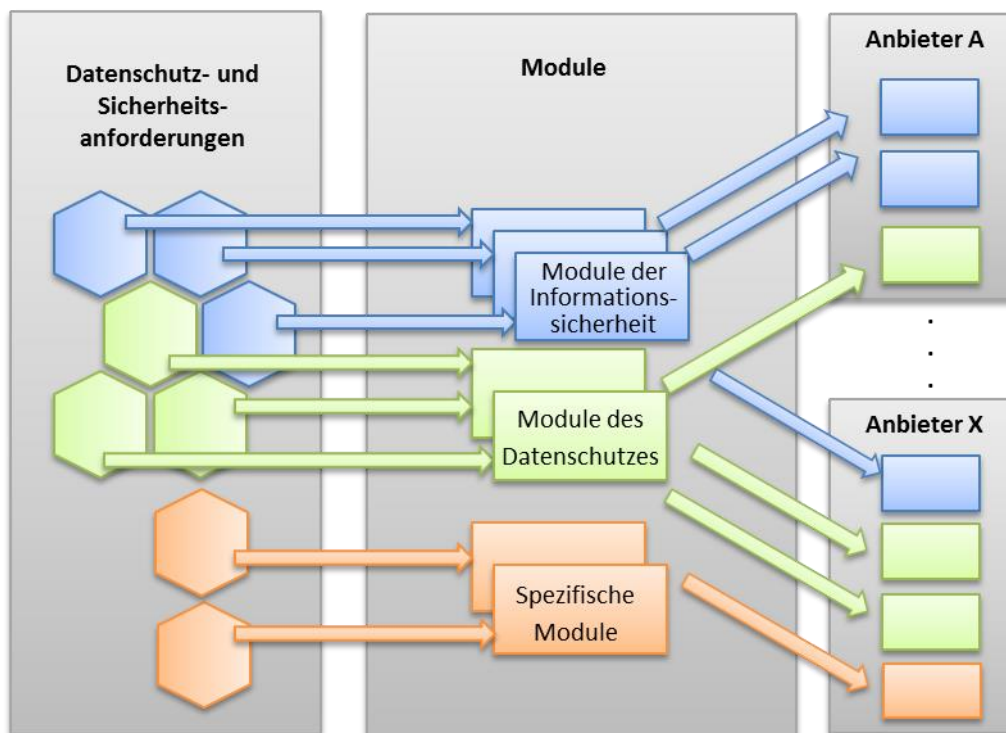 Datenschutz- und
Sicherheits-
anforderungen
Module
Anbieter A
Module der
Informations-
sicherheit
.
.
.
Module des
Datenschutzes
Anbieter X
Spezifische
Module